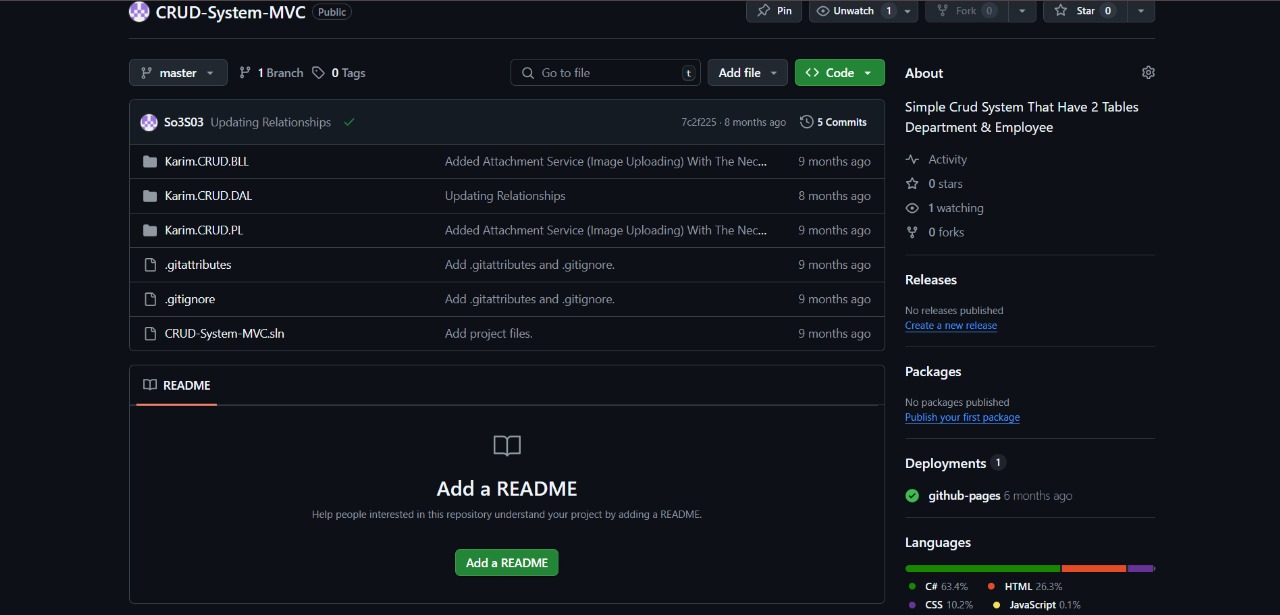 CRUD-System-MVC Public
Pin Unwatch 1 Fork 0 Star 0
master 1 Branch 0 Tags Go to file t Add file Code
So3S03 Updating Relationships 7c2f225 · 8 months ago 5 Commits
Karim.CRUD.BLL Added Attachment Service (Image Uploading) With The Nec... 9 months ago
Karim.CRUD.DAL Updating Relationships 8 months ago
Karim.CRUD.PL Added Attachment Service (Image Uploading) With The Nec... 9 months ago
.gitattributes Add .gitattributes and .gitignore. 9 months ago
.gitignore Add .gitattributes and .gitignore. 9 months ago
CRUD-System-MVC.sln Add project files. 9 months ago
README
Add a README
Help people interested in this repository understand your project by adding a README.
Add a README
About
Simple Crud System That Have 2 Tables
Department & Employee
Activity
0 stars
1 watching
0 forks
Releases
No releases published
Create a new release
Packages
No packages published
Publish your first package
Deployments 1
github-pages 6 months ago
Languages
C# 63.4% HTML 26.3%
CSS 10.2% JavaScript 0.1%